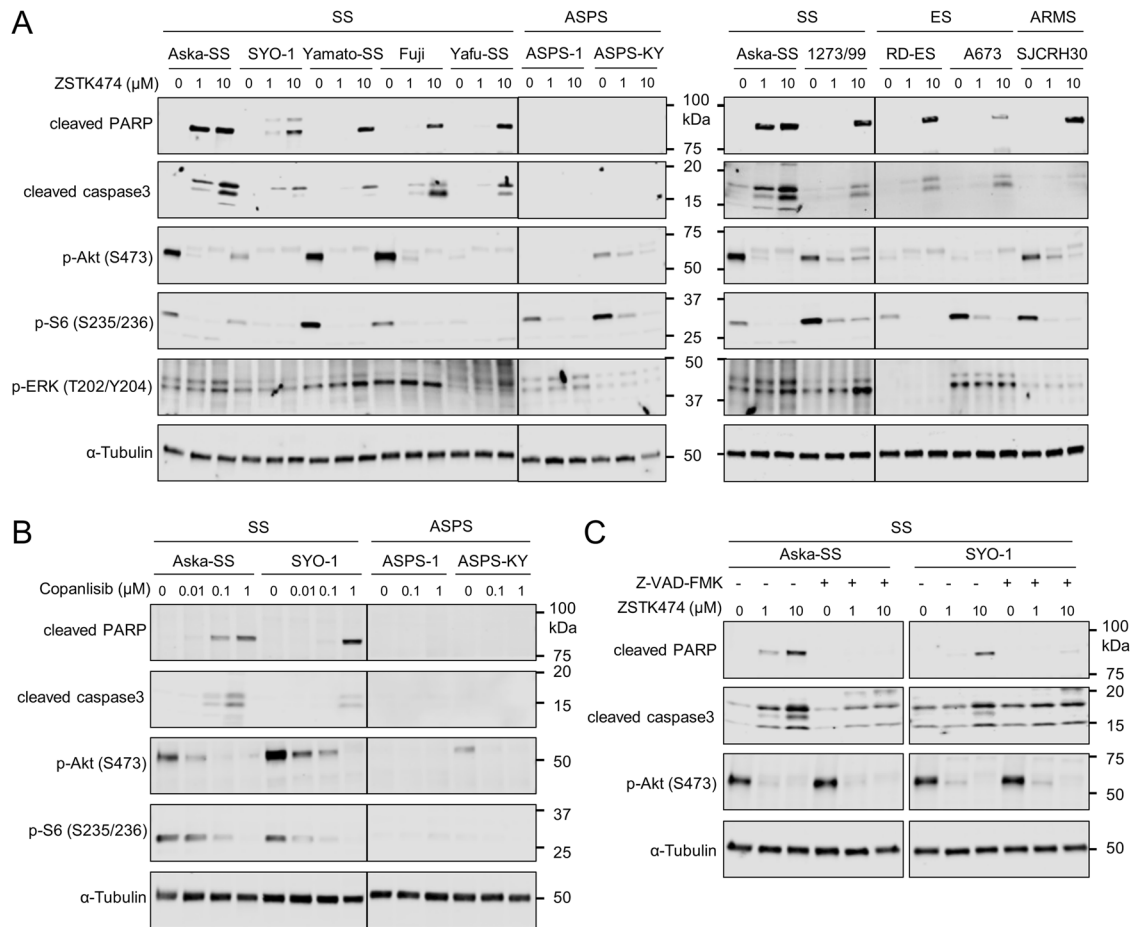 A
SS ASPS SS ES ARMS
Aska-SS SYO-1 Yamato-SS Fuji Yafu-SS ASPS-1 ASPS-KY Aska-SS 1273/99 RD-ES A673 SJCRH30
ZSTK474 (µM) 0 1 10 0 1 10 0 1 10 0 1 10 0 1 10 0 1 10 0 1 10 0 1 10 0 1 10 0 1 10 0 1 10 0 1 10
cleaved PARP 100 kDa 75
cleaved caspase3 20 15
p-Akt (S473) 75 50
p-S6 (S235/236) 37 25
p-ERK (T202/Y204) 50 37
α-Tubulin 50
B
SS ASPS
Aska-SS SYO-1 ASPS-1 ASPS-KY
Copanlisib (µM) 0 0.01 0.1 1 0 0.01 0.1 1 0 0.1 1 0 0.1 1
cleaved PARP 100 kDa 75
cleaved caspase3 20 15
p-Akt (S473) 50
p-S6 (S235/236) 37 25
α-Tubulin 50
C
SS
Aska-SS SYO-1
Z-VAD-FMK - - - + + + - - - + + +
ZSTK474 (µM) 0 1 10 0 1 10 0 1 10 0 1 10
cleaved PARP 100 kDa 75
cleaved caspase3 20 15
p-Akt (S473) 75 50
α-Tubulin 50